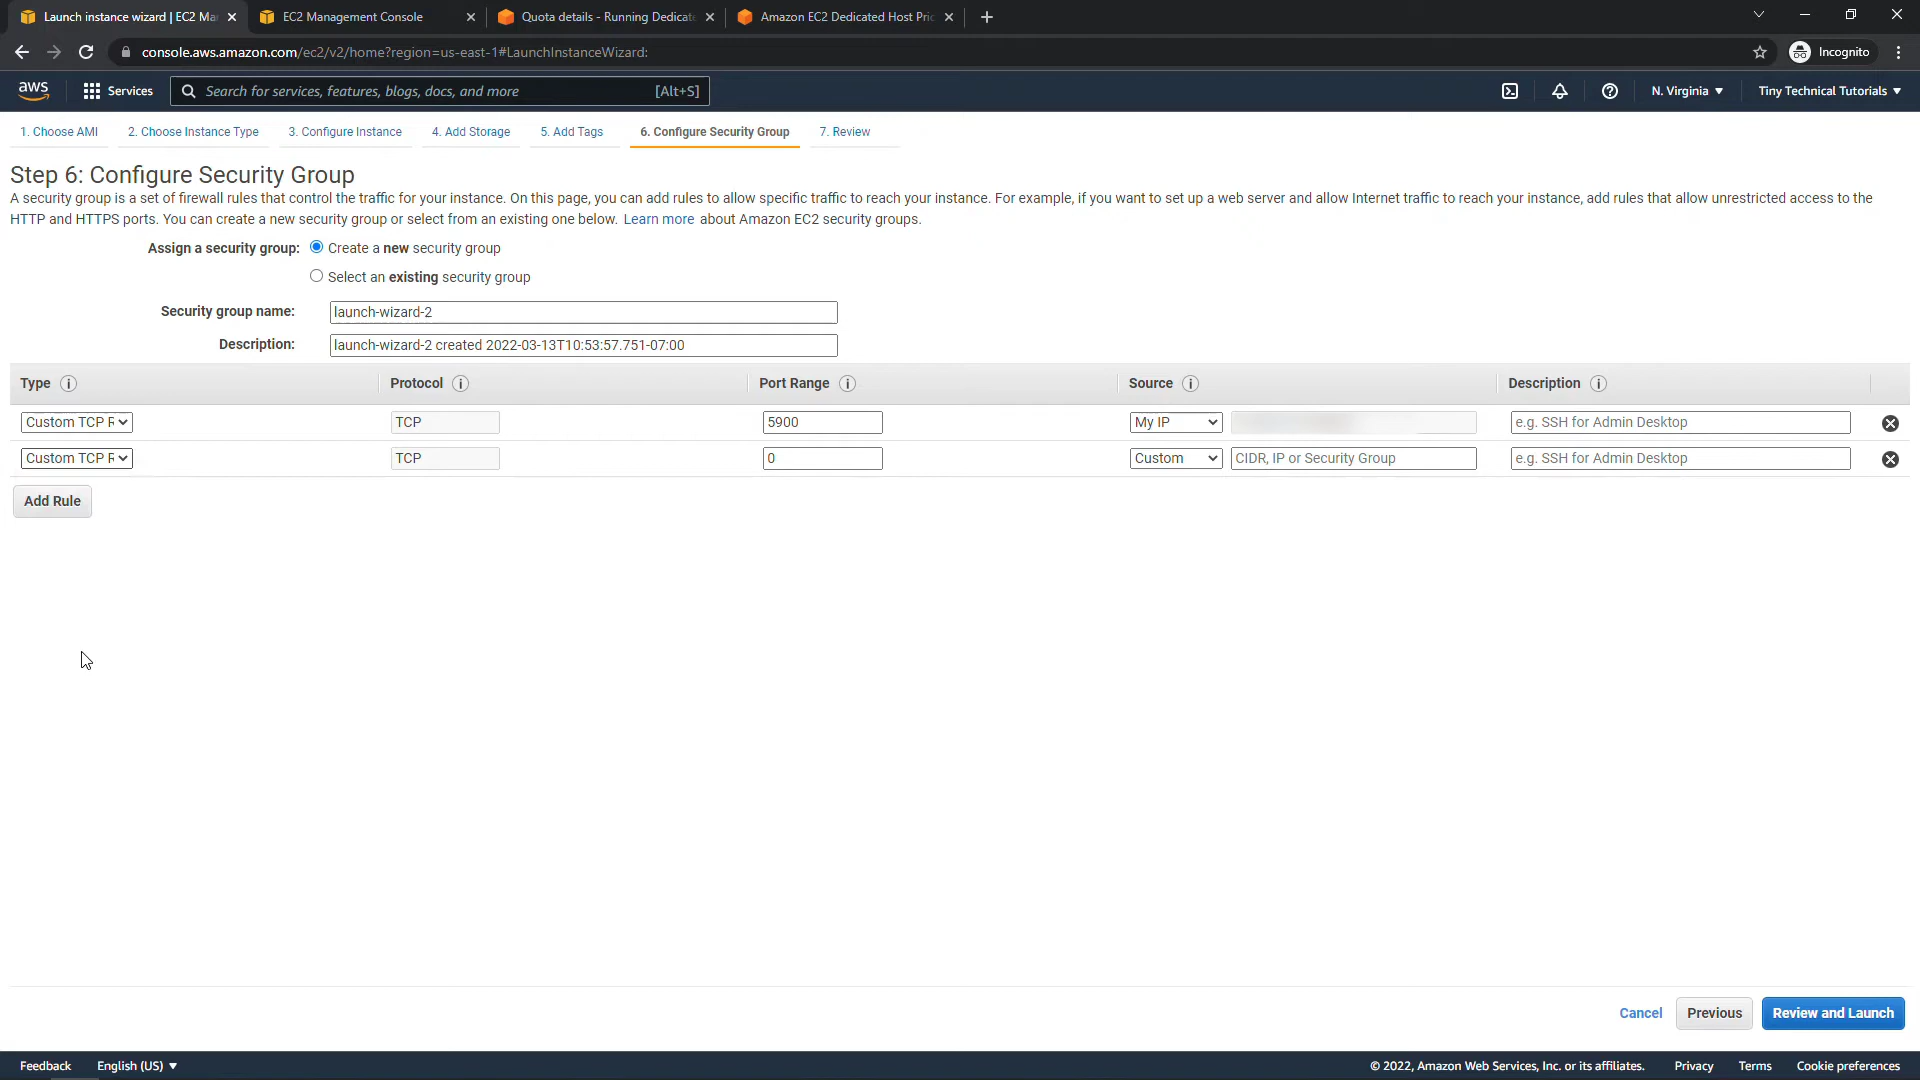 Launch instance wizard | EC2 Ma
EC2 Management Console
Quota details - Running Dedicate
Amazon EC2 Dedicated Host Pric
console.aws.amazon.com/ec2/v2/home?region=us-east-1#LaunchInstanceWizard:
Incognito
aws
Services
Search for services, features, blogs, docs, and more
[Alt+S]
N. Virginia
Tiny Technical Tutorials
1. Choose AMI
2. Choose Instance Type
3. Configure Instance
4. Add Storage
5. Add Tags
6. Configure Security Group
7. Review
Step 6: Configure Security Group
A security group is a set of firewall rules that control the traffic for your instance. On this page, you can add rules to allow specific traffic to reach your instance. For example, if you want to set up a web server and allow Internet traffic to reach your instance, add rules that allow unrestricted access to the
HTTP and HTTPS ports. You can create a new security group or select from an existing one below. Learn more about Amazon EC2 security groups.
Assign a security group:
Create a new security group
Select an existing security group
Security group name:
launch-wizard-2
Description:
launch-wizard-2 created 2022-03-13T10:53:57.751-07:00
Type
Protocol
Port Range
Source
Description
Custom TCP R
TCP
5900
My IP
e.g. SSH for Admin Desktop
Custom TCP R
TCP
0
Custom
CIDR, IP or Security Group
e.g. SSH for Admin Desktop
Add Rule
Cancel
Previous
Review and Launch
Feedback
English (US)
© 2022, Amazon Web Services, Inc. or its affiliates.
Privacy
Terms
Cookie preferences